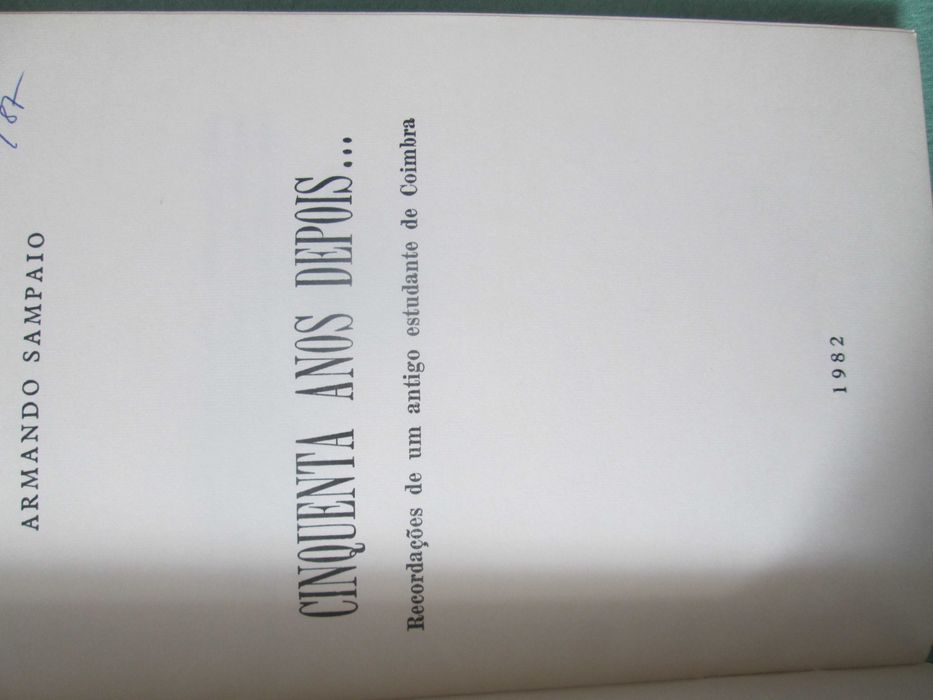 ARMANDO SAMPAIO
CINQUENTA ANOS DEPOIS...
Recordações de um antigo estudante de Coimbra
1982